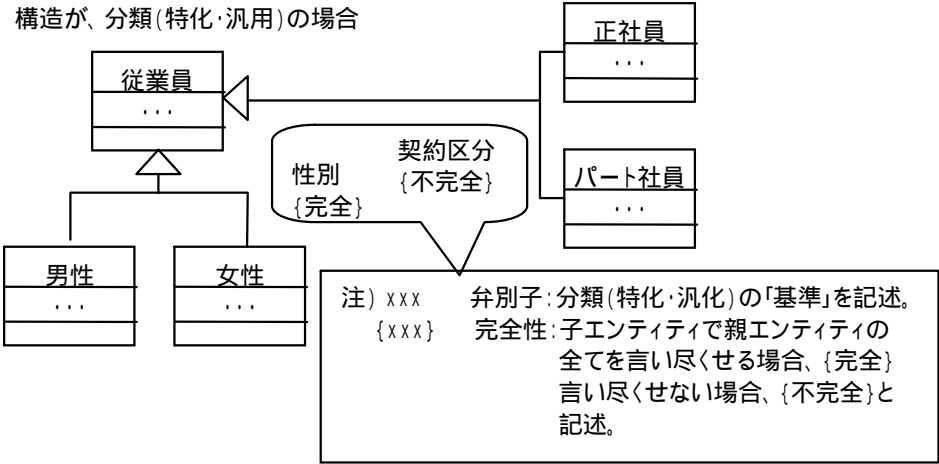 構造が、分類(特化･汎用)の場合
正社員
･･･
従業員
･･･
契約区分
{不完全}
性別
{完全}
パート社員
･･･
男性
･･･
女性
･･･
注) xxx 弁別子:分類(特化･汎化)の｢基準｣を記述。
{xxx} 完全性:子エンティティで親エンティティの
全てを言い尽くせる場合、{完全}
言い尽くせない場合、{不完全}と
記述。